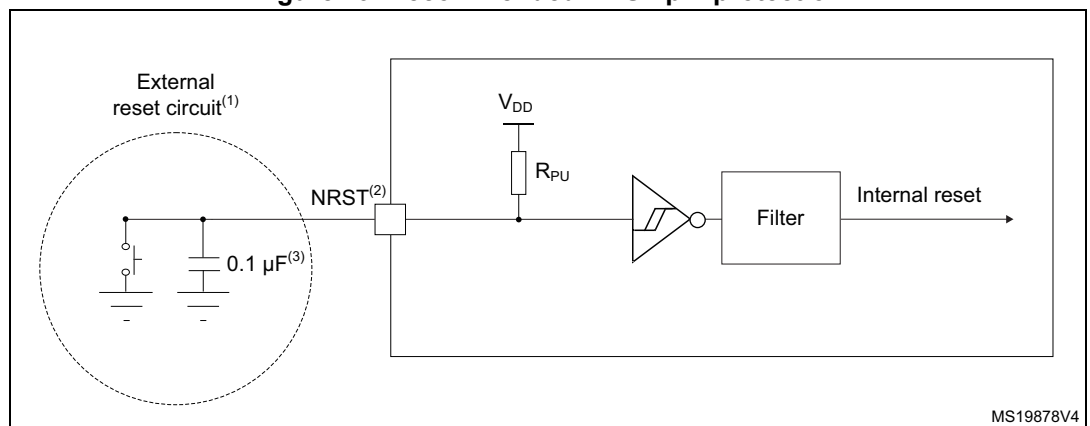 External
reset circuit(1)
VDD
RPU
NRST(2)
0.1 µF(3)
Filter
Internal reset
MS19878V4